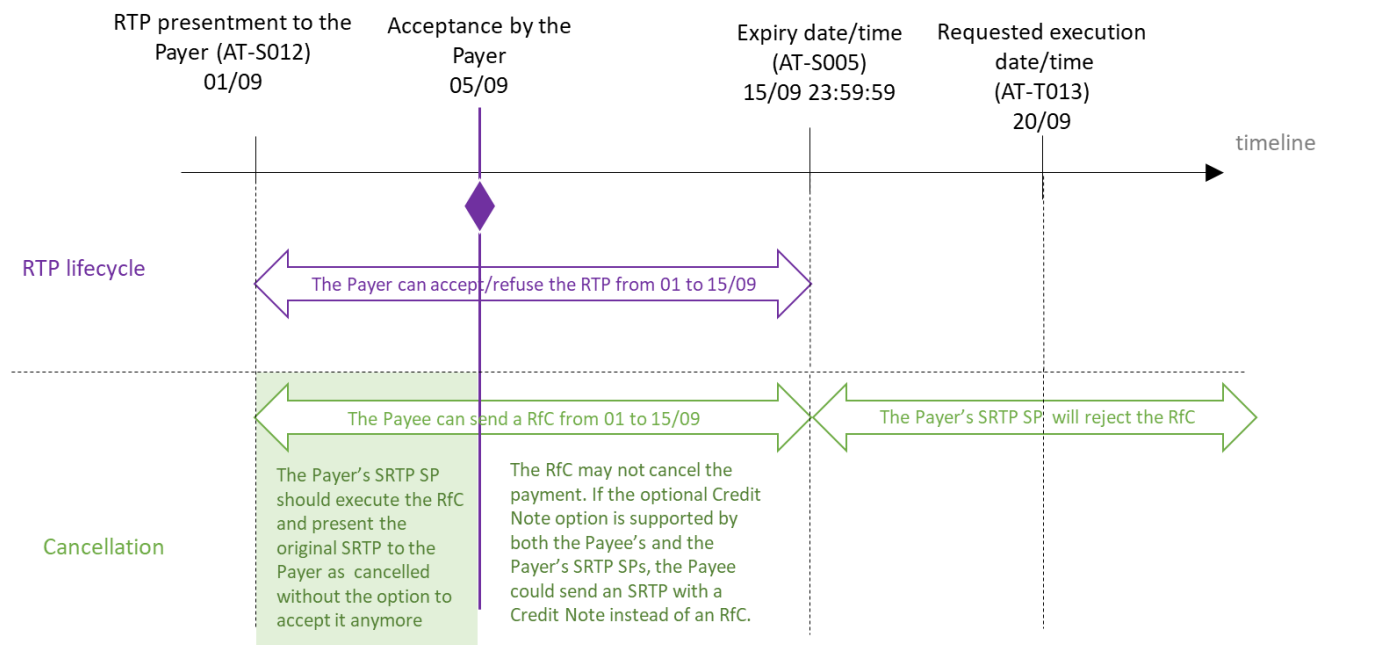 RTP presentment to the
Payer (AT-S012)
01/09
Acceptance by the
Payer
05/09
Expiry date/time
(AT-S005)
15/09 23:59:59
Requested execution
date/time
(AT-T013)
20/09
timeline
RTP lifecycle
The Payer can accept/refuse the RTP from 01 to 15/09
The Payee can send a RfC from 01 to 15/09
The Payer's SRTP SP will reject the RfC
Cancellation
The Payer's SRTP SP
should execute the RfC
and present the
original SRTP to the
Payer as cancelled
without the option to
accept it anymore
The RfC may not cancel the
payment. If the optional Credit
Note option is supported by
both the Payee's and the
Payer's SRTP SPs, the Payee
could send an SRTP with a
Credit Note instead of an RfC.